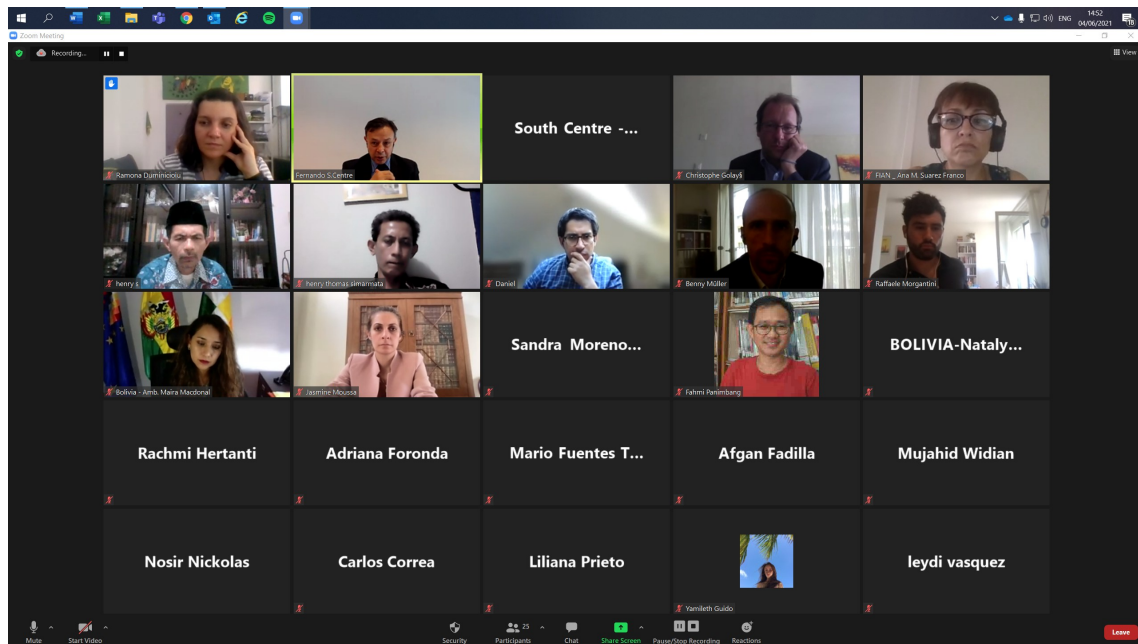 ENG
14:52
04/06/2021
18
Zoom Meeting
Recording...
View
Ramona Duminicioiu
Fernando S.Centre
South Centre -...
Christophe Golay
FIAN _ Ana M. Suarez Franco
henry s
henry thomas simarmata
Daniel
Benny Müller
Raffaele Morgantini
Bolivia - Amb. Maira Macdonal
Jasmine Moussa
Sandra Moreno...
Fahmi Panimbang
BOLIVIA-Nataly...
Rachmi Hertanti
Adriana Foronda
Mario Fuentes T...
Afgan Fadilla
Mujahid Widian
Nosir Nickolas
Carlos Correa
Liliana Prieto
Yamileth Guido
leydi vasquez
Mute
Start Video
Security
25
Participants
Chat
Share Screen
Pause/Stop Recording
Reactions
Leave